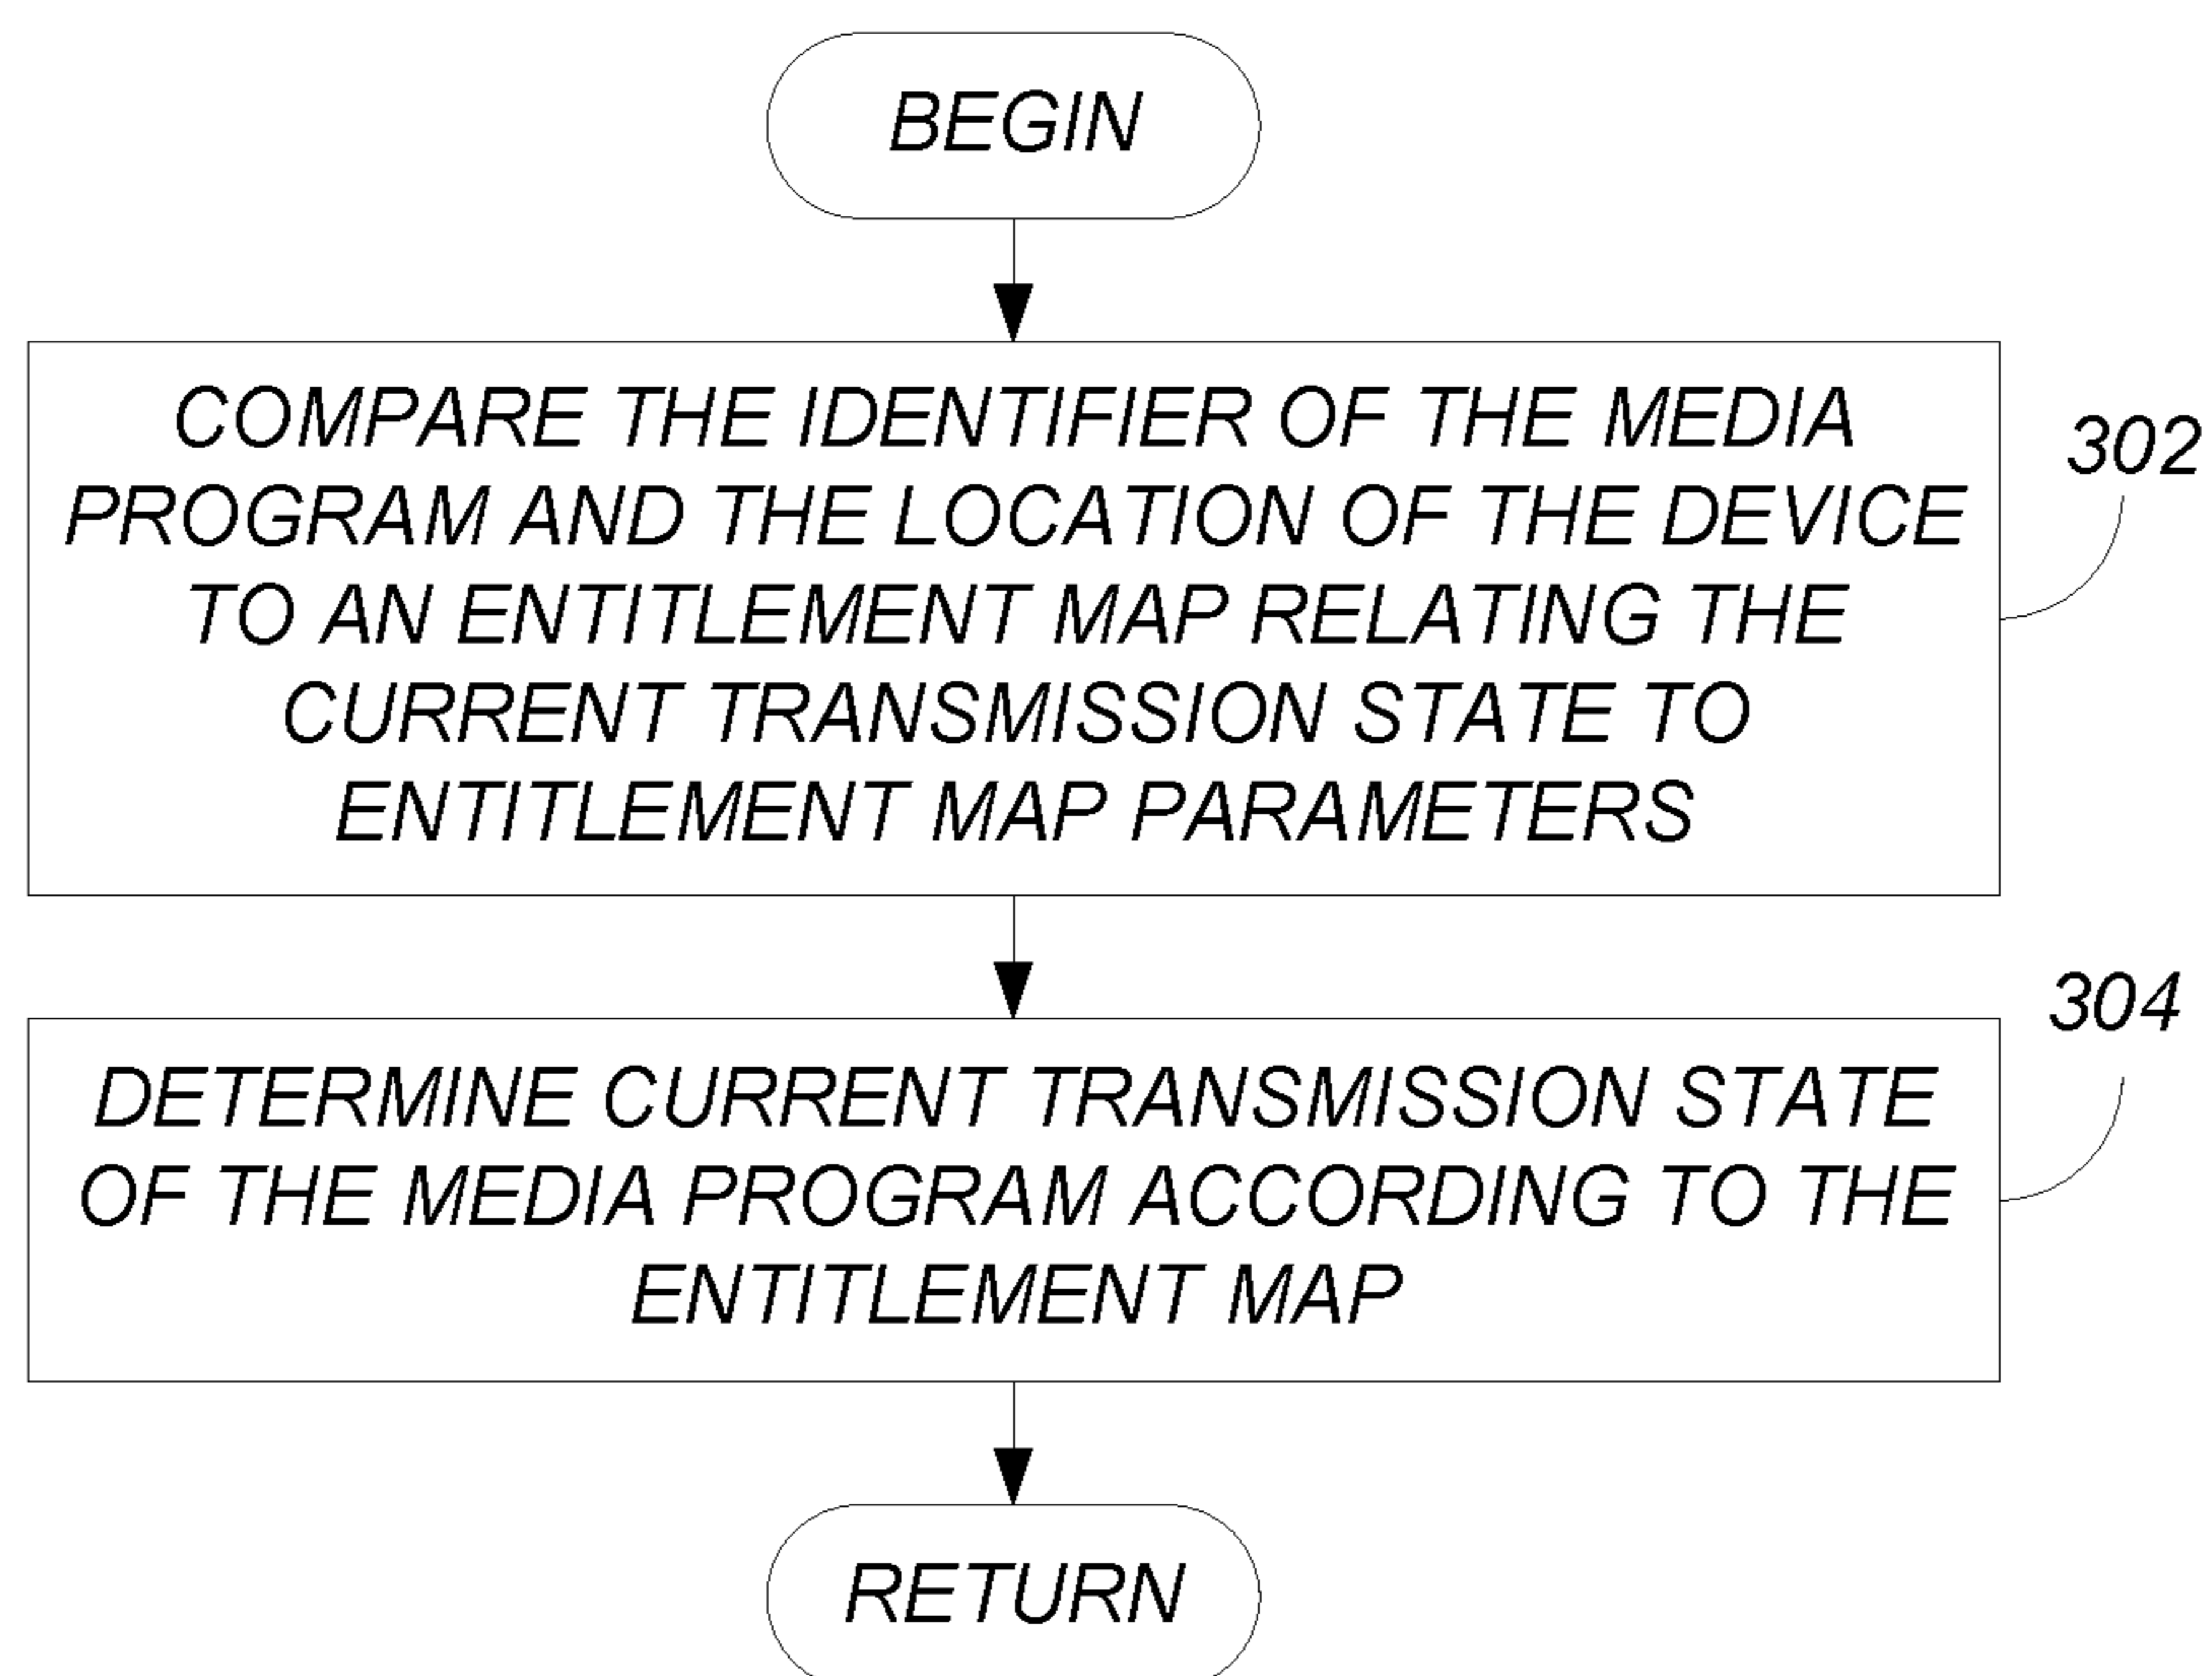 BEGIN
COMPARE THE IDENTIFIER OF THE MEDIA
PROGRAM AND THE LOCATION OF THE DEVICE
TO AN ENTITLEMENT MAP RELATING THE
CURRENT TRANSMISSION STATE TO
ENTITLEMENT MAP PARAMETERS
302
DETERMINE CURRENT TRANSMISSION STATE
OF THE MEDIA PROGRAM ACCORDING TO THE
ENTITLEMENT MAP
304
RETURN